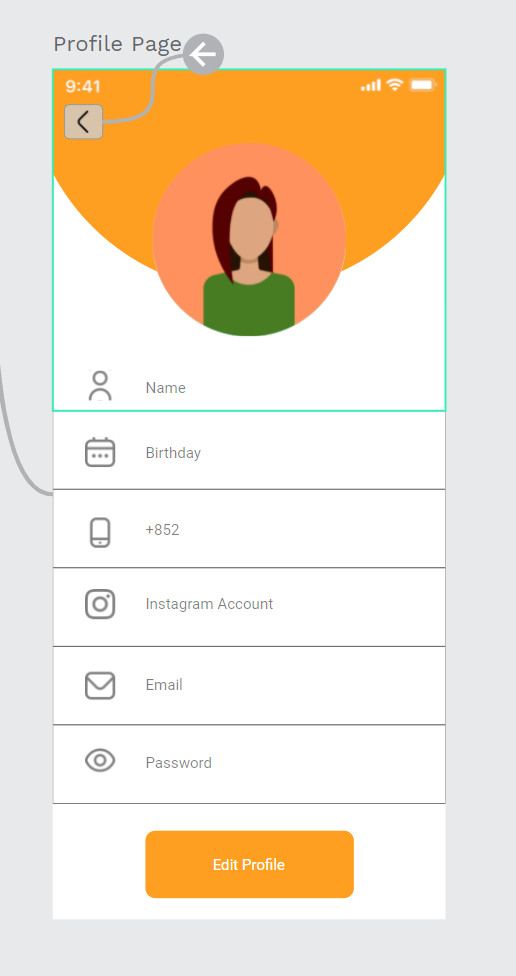 Profile Page
9:41
Name
Birthday
+852
Instagram Account
Email
Password
Edit Profile